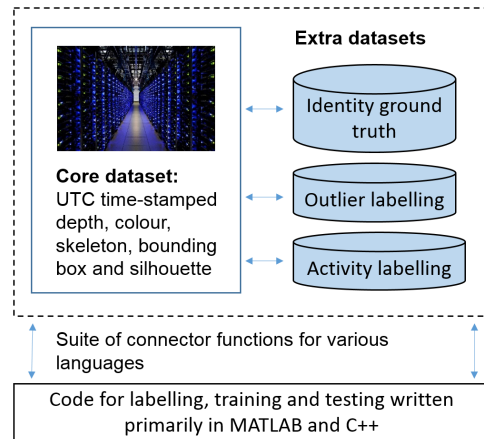 Extra datasets
Identity ground
truth
Core dataset:
UTC time-stamped
depth, colour,
skeleton, bounding
box and silhouette
Outlier labelling
Activity labelling
Suite of connector functions for various
languages
Code for labelling, training and testing written
primarily in MATLAB and C++